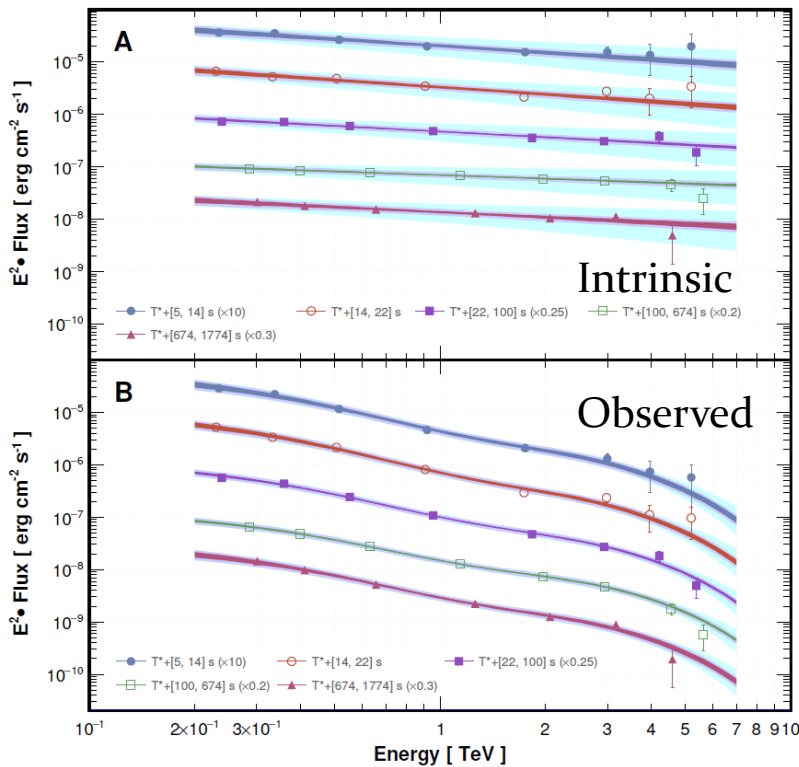 A
E²• Flux [ erg cm⁻² s⁻¹ ]
10⁻⁵
10⁻⁶
10⁻⁷
10⁻⁸
10⁻⁹
10⁻¹⁰
Intrinsic
T*+[5, 14] s (×10) T*+[14, 22] s T*+[22, 100] s (×0.25) T*+[100, 674] s (×0.2)
T*+[674, 1774] s (×0.3)
B
Observed
E²• Flux [ erg cm⁻² s⁻¹ ]
10⁻⁵
10⁻⁶
10⁻⁷
10⁻⁸
10⁻⁹
10⁻¹⁰
T*+[5, 14] s (×10) T*+[14, 22] s T*+[22, 100] s (×0.25)
T*+[100, 674] s (×0.2) T*+[674, 1774] s (×0.3)
10⁻¹ 2×10⁻¹ 3×10⁻¹ 1 2 3 4 5 6 7 8 9 10
Energy [ TeV ]